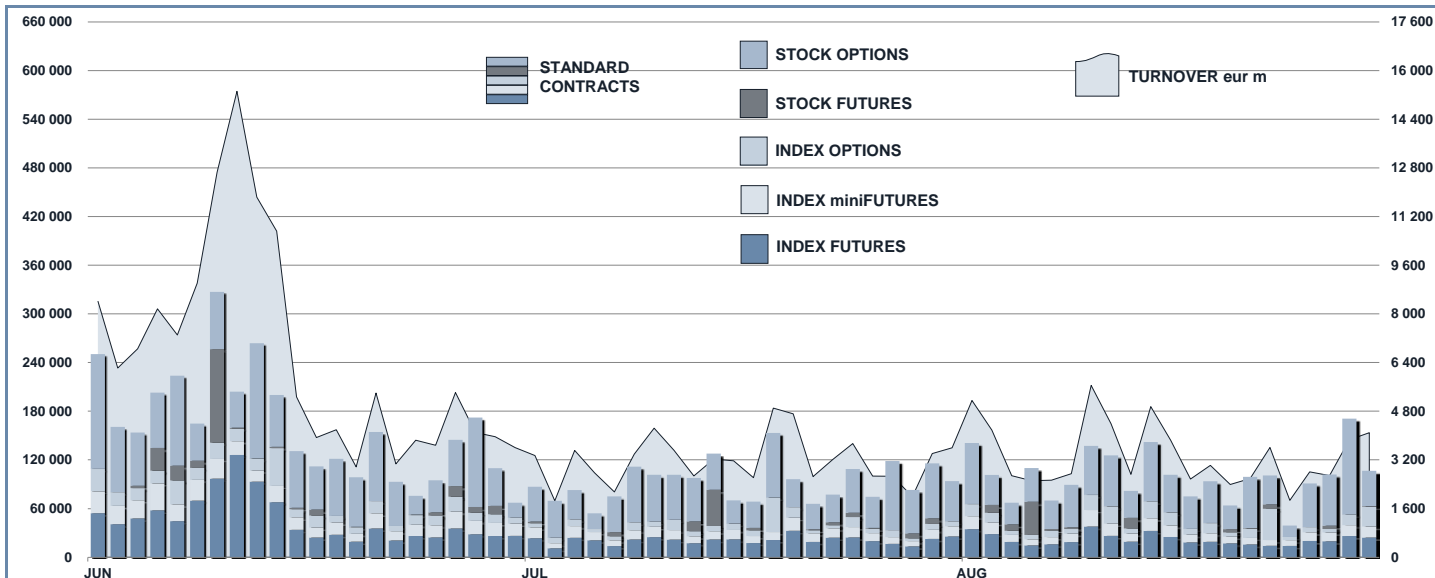 660 000
600 000
540 000
480 000
420 000
360 000
300 000
240 000
180 000
120 000
60 000
0
STANDARD
CONTRACTS
STOCK OPTIONS
STOCK FUTURES
INDEX OPTIONS
INDEX miniFUTURES
INDEX FUTURES
TURNOVER eur m
17 600
16 000
14 400
12 800
11 200
9 600
8 000
6 400
4 800
3 200
1 600
0
JUN
JUL
AUG